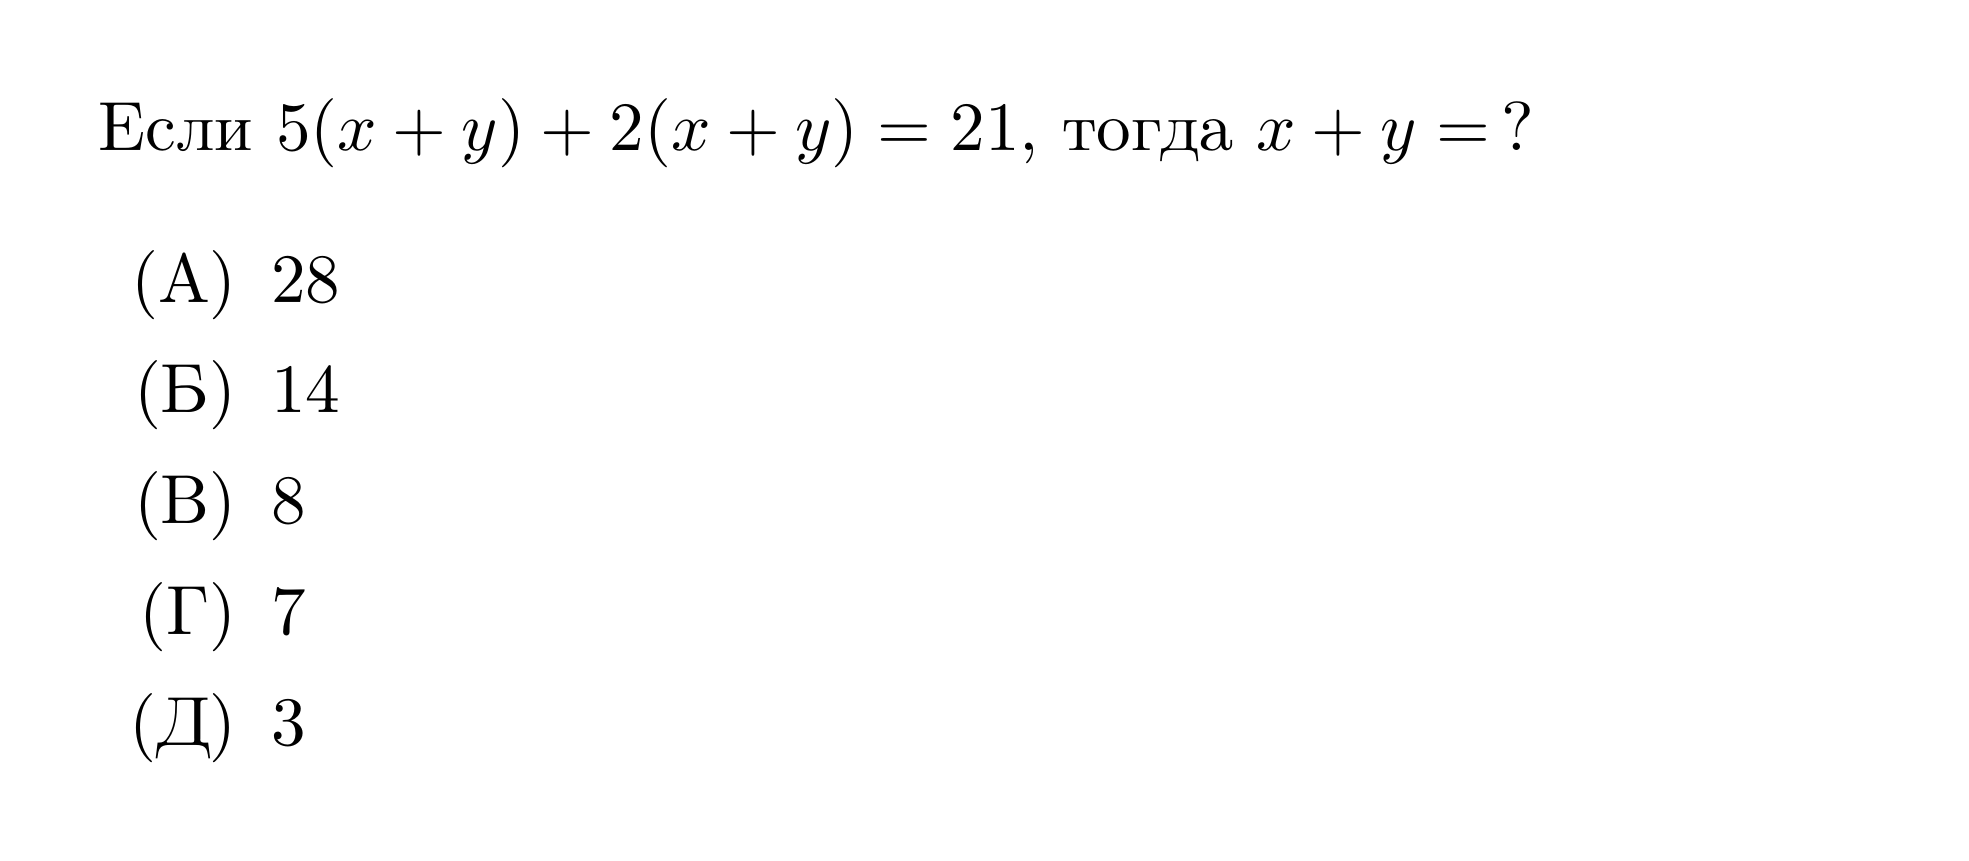 Если 5(x + y) + 2(x + y) = 21, тогда x + y = ?
(А) 28
(Б) 14
(В) 8
(Г) 7
(Д) 3